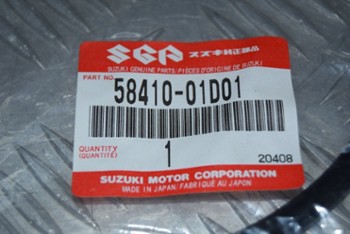 SGP スズキ純正部品
SUZUKI GENUINE PARTS / PIÈCES D'ORIGINE DE SUZUKI
PART NO.
58410-01D01
QUANTITY
(QUANTITÉ)
1
20408
SUZUKI MOTOR CORPORATION
MADE IN JAPAN / FABRIQUÉ AU JAPON